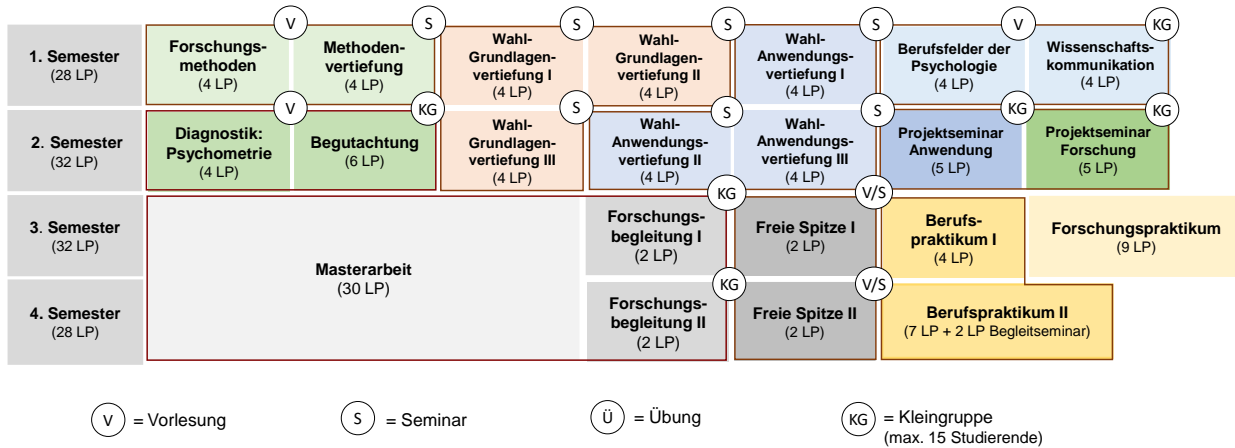 V
S
S
S
S
V
KG
1. Semester
(28 LP)
Forschungs-
methoden
(4 LP)
Methoden-
vertiefung
(4 LP)
Wahl-
Grundlagen-
vertiefung I
(4 LP)
Wahl-
Grundlagen-
vertiefung II
(4 LP)
Wahl-
Anwendungs-
vertiefung I
(4 LP)
Berufsfelder der
Psychologie
(4 LP)
Wissenschafts-
kommunikation
(4 LP)
V
KG
S
S
S
KG
KG
2. Semester
(32 LP)
Diagnostik:
Psychometrie
(4 LP)
Begutachtung
(6 LP)
Wahl-
Grundlagen-
vertiefung III
(4 LP)
Wahl-
Anwendungs-
vertiefung II
(4 LP)
Wahl-
Anwendungs-
vertiefung III
(4 LP)
Projektseminar
Anwendung
(5 LP)
Projektseminar
Forschung
(5 LP)
KG
V/S
3. Semester
(32 LP)
Masterarbeit
(30 LP)
Forschungs-
begleitung I
(2 LP)
Freie Spitze I
(2 LP)
Berufs-
praktikum I
(4 LP)
Forschungspraktikum
(9 LP)
KG
V/S
4. Semester
(28 LP)
Forschungs-
begleitung II
(2 LP)
Freie Spitze II
(2 LP)
Berufspraktikum II
(7 LP + 2 LP Begleitseminar)
V = Vorlesung
S = Seminar
Ü = Übung
KG = Kleingruppe
(max. 15 Studierende)